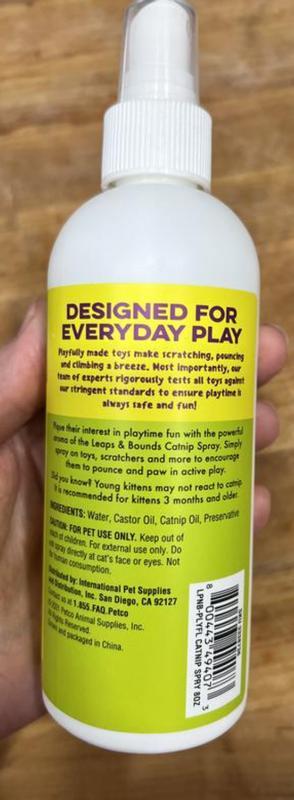 DESIGNED FOR
EVERYDAY PLAY
Playfully made toys make scratching, pouncing
and climbing a breeze. Most importantly, our
team of experts rigorously tests all toys against
our stringent standards to ensure playtime is
always safe and fun!
Pique their interest in playtime fun with the powerful
aroma of the Leaps & Bounds Catnip Spray. Simply
spray on toys, scratchers and more to encourage
them to pounce and paw in active play.
Did you know? Young kittens may not react to catnip.
It is recommended for kittens 3 months and older.
INGREDIENTS: Water, Castor Oil, Catnip Oil, Preservative
CAUTION: FOR PET USE ONLY. Keep out of
reach of children. For external use only. Do
not spray directly at cat's face or eyes. Not
for human consumption.
Distributed by: International Pet Supplies
and Distribution, Inc. San Diego, CA 92127
Contact us at 1.855.FAQ.Petco
©2021 Petco Animal Supplies, Inc.
All Rights Reserved.
and packaged in China.
8 00443 49407 3
LPNB-PLYFL CATNIP SPRY 8OZ